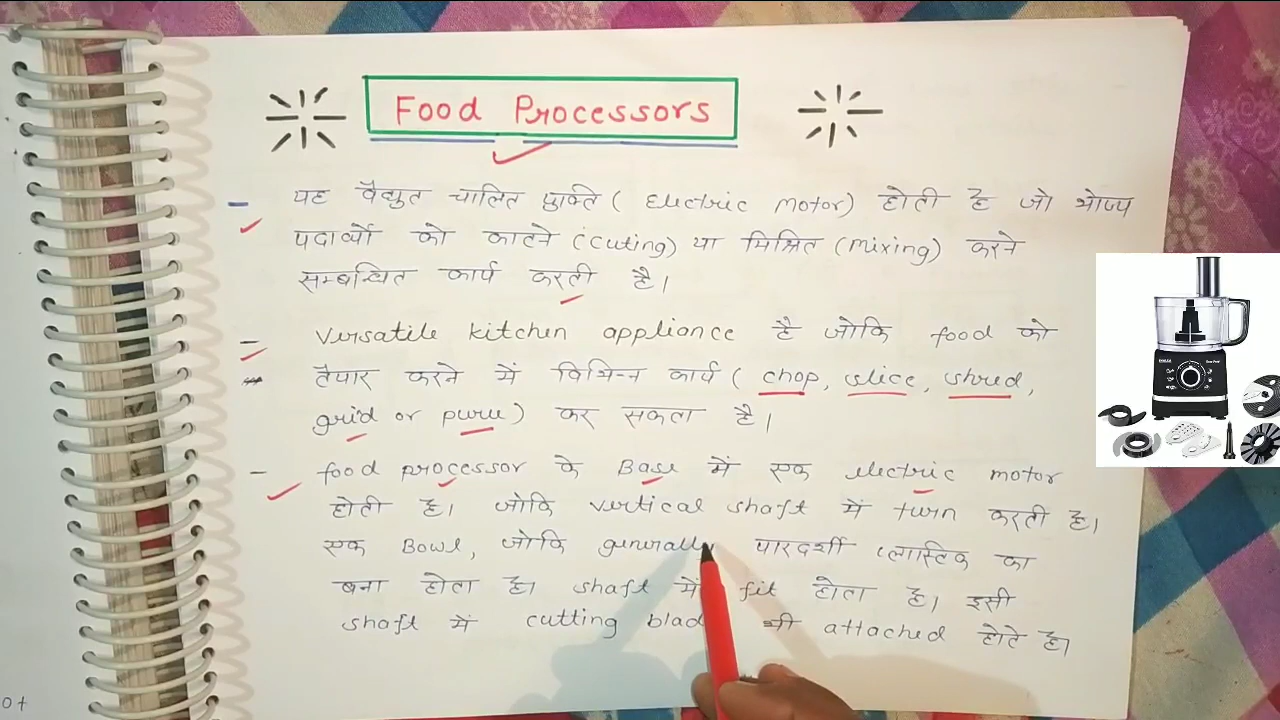 Food Processors
- यह वैद्युत चालित युक्ति ( Electric Motor) होती है जो भोज्य
पदार्थों को काटने (Cuting) या मिश्रित (mixing) करने
सम्बन्धित कार्य करती है।
- Versatile kitchen appliance है जोकि food को
तैयार करने में विभिन्न कार्य ( chop, slice, shred,
grid or puree) कर सकता है।
- food processor के Base में एक electric motor
होती है। जोकि vertical shaft में turn करती है।
एक Bowl, जोकि generally पारदर्शी प्लास्टिक का
बना होता है। shaft में fit होता है। इसी
shaft में cutting blad भी attached होते है।